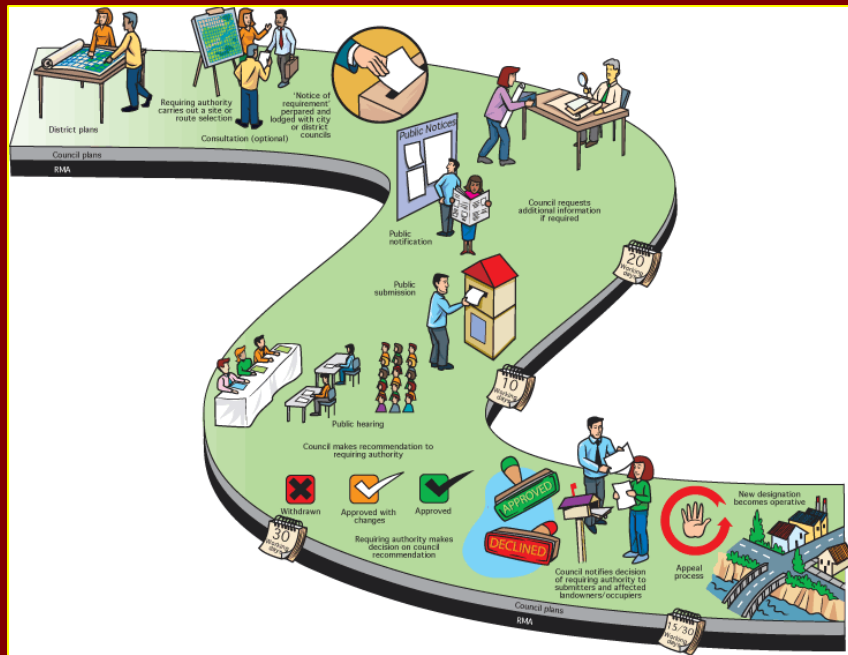 District plans
Requiring authority
carries out a site or
route selection
Consultation (optional)
'Notice of
requirement'
perpared and
lodged with city
or district
councils
Council plans
RMA
Public Notices
Public
notification
Council requests
additional information
if required
20
Working
days
Public
submission
10
Working
days
Public hearing
Council makes recommendation to
requiring authority
Withdrawn
Approved with
changes
Approved
30
Working
days
Requiring authority makes
decision on council
recommendation
APPROVED
DECLINED
Council notifies decision
of requiring authority to
submitters and affected
landowners/occupiers
Appeal
process
New designation
becomes operative
Council plans
RMA
15/30
Working
days